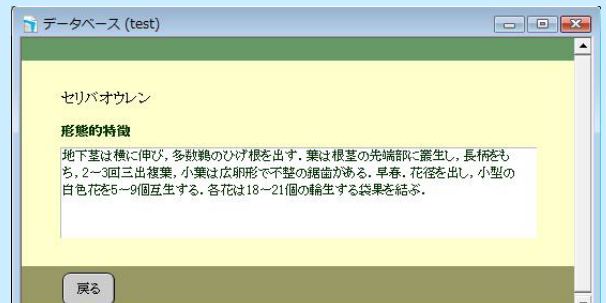 データベース (test)
セリバオウレン
形態的特徴
地下茎は横に伸び,多数鶏のひげ根を出す.葉は根茎の先端部に叢生し,長柄をも
ち,2~3回三出複葉,小葉は広卵形で不整の鋸歯がある.早春.花径を出し,小型の
白色花を5~9個互生する.各花は18~21個の輪生する袋果を結ぶ.
戻る